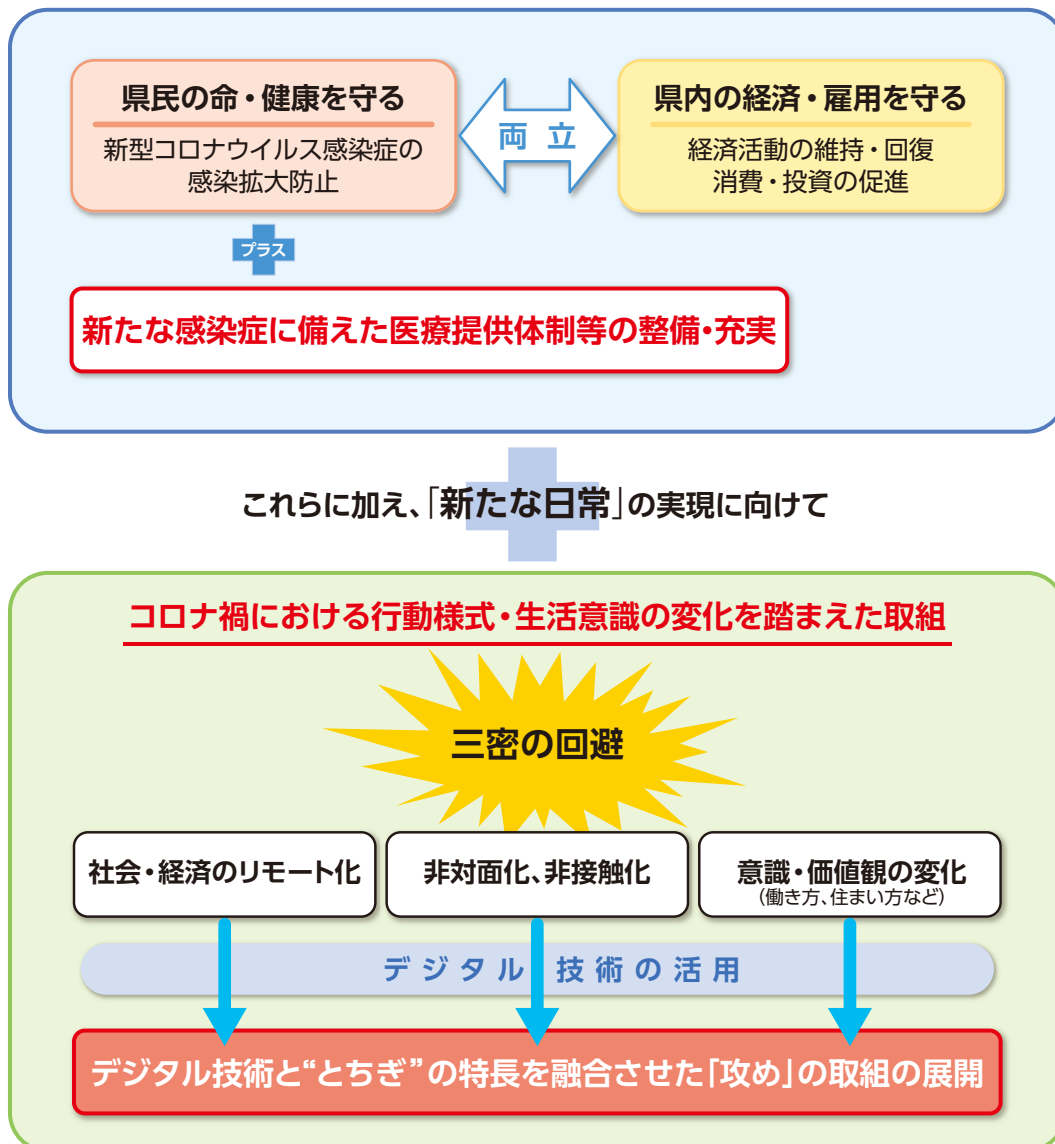 県民の命・健康を守る
新型コロナウイルス感染症の
感染拡大防止
両立
県内の経済・雇用を守る
経済活動の維持・回復
消費・投資の促進
プラス
新たな感染症に備えた医療提供体制等の整備・充実
これらに加え、「新たな日常」の実現に向けて
コロナ禍における行動様式・生活意識の変化を踏まえた取組
三密の回避
社会・経済のリモート化
非対面化、非接触化
意識・価値観の変化
(働き方、住まい方など)
デジタル技術の活用
デジタル技術と“とちぎ”の特長を融合させた「攻め」の取組の展開